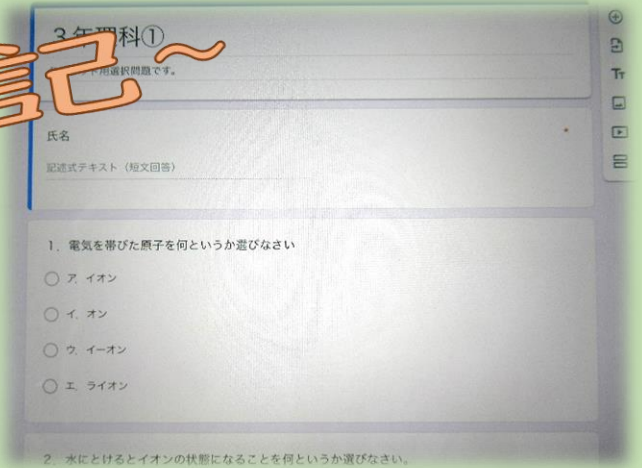 3年理科①
用選択問題です。
記~
氏名
記述式テキスト（短文回答）
1．電気を帯びた原子を何というか選びなさい
ア．イオン
イ．オン
ウ．イーオン
エ．ライオン
2．水にとけるとイオンの状態になることを何というか選びなさい。